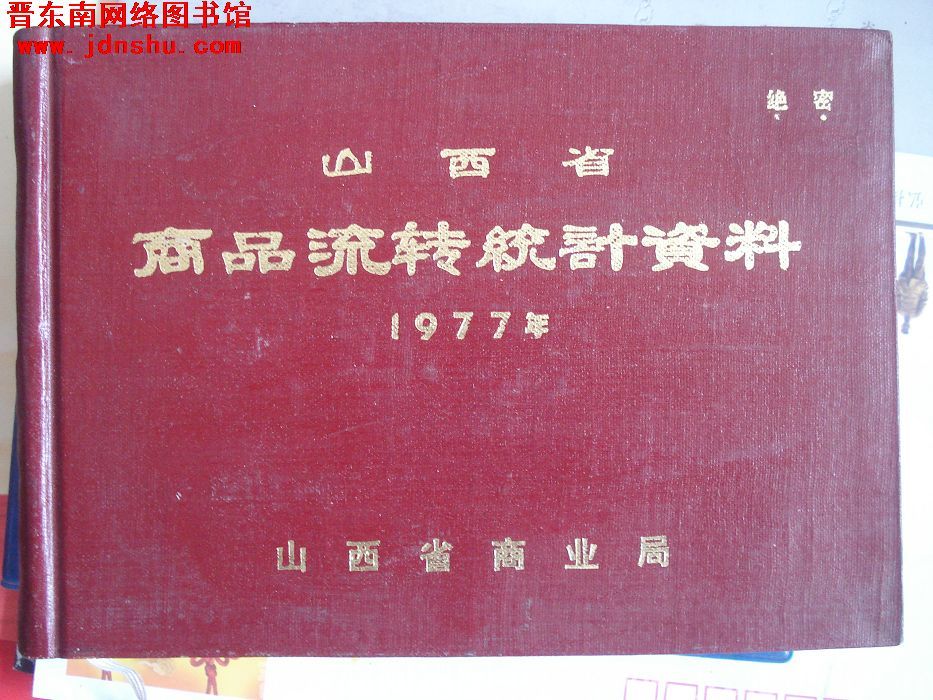 晋东南网络图书馆
www.jdnshu.com
绝密
山西省
商品流转统計資料
1977年
山西省商业局